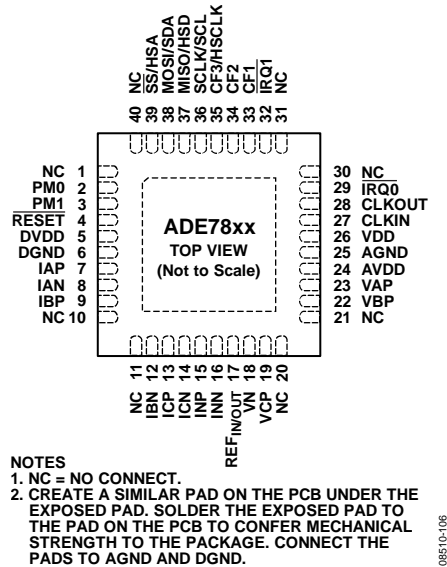 40 NC
39 SS/HSA
38 MOSI/SDA
37 MISO/HSD
36 SCLK/SCL
35 CF3/HSCLK
34 CF2
33 CF1
32 IRQ1
31 NC
NC 1
PM0 2
PM1 3
RESET 4
DVDD 5
DGND 6
IAP 7
IAN 8
IBP 9
NC 10
ADE78xx
TOP VIEW
(Not to Scale)
30 NC
29 IRQ0
28 CLKOUT
27 CLKIN
26 VDD
25 AGND
24 AVDD
23 VAP
22 VBP
21 NC
NC 11
IBN 12
ICP 13
ICN 14
INP 15
INN 16
REFIN/OUT 17
VN 18
VCP 19
NC 20
NOTES
1. NC = NO CONNECT.
2. CREATE A SIMILAR PAD ON THE PCB UNDER THE
EXPOSED PAD. SOLDER THE EXPOSED PAD TO
THE PAD ON THE PCB TO CONFER MECHANICAL
STRENGTH TO THE PACKAGE. CONNECT THE
PADS TO AGND AND DGND.
08510-106